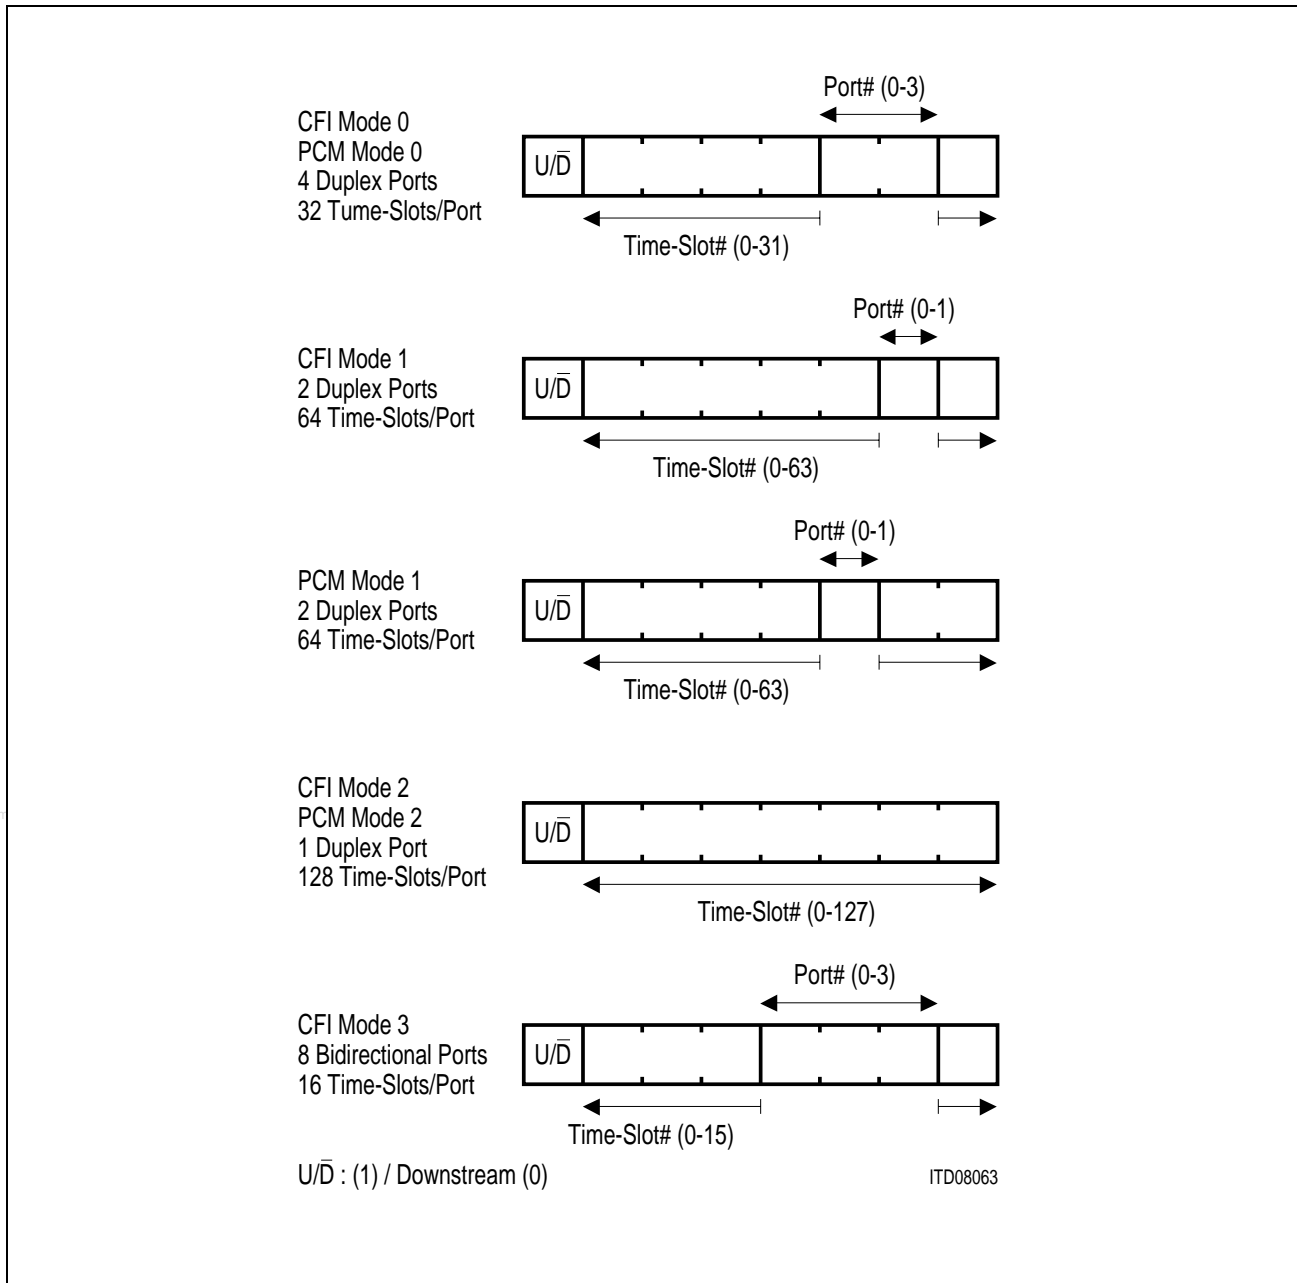 Port# (0-3)
CFI Mode 0
PCM Mode 0
4 Duplex Ports
32 Tume-Slots/Port
U/D̅
Time-Slot# (0-31)
Port# (0-1)
CFI Mode 1
2 Duplex Ports
64 Time-Slots/Port
U/D̅
Time-Slot# (0-63)
Port# (0-1)
PCM Mode 1
2 Duplex Ports
64 Time-Slots/Port
U/D̅
Time-Slot# (0-63)
CFI Mode 2
PCM Mode 2
1 Duplex Port
128 Time-Slots/Port
U/D̅
Time-Slot# (0-127)
Port# (0-3)
CFI Mode 3
8 Bidirectional Ports
16 Time-Slots/Port
U/D̅
Time-Slot# (0-15)
U/D̅ : (1) / Downstream (0)
ITD08063